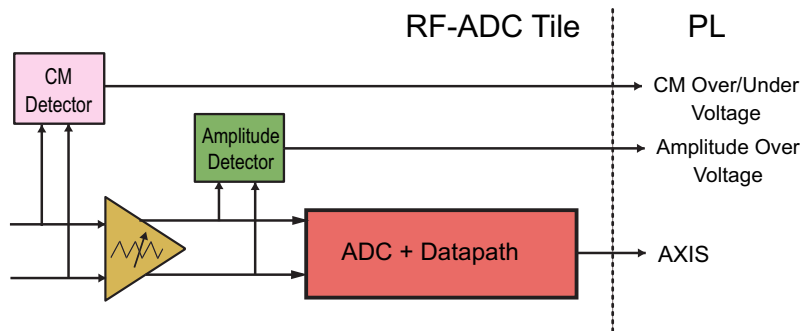 RF-ADC Tile
PL
CM
Detector
CM Over/Under
Voltage
Amplitude
Detector
Amplitude Over
Voltage
ADC + Datapath
AXIS